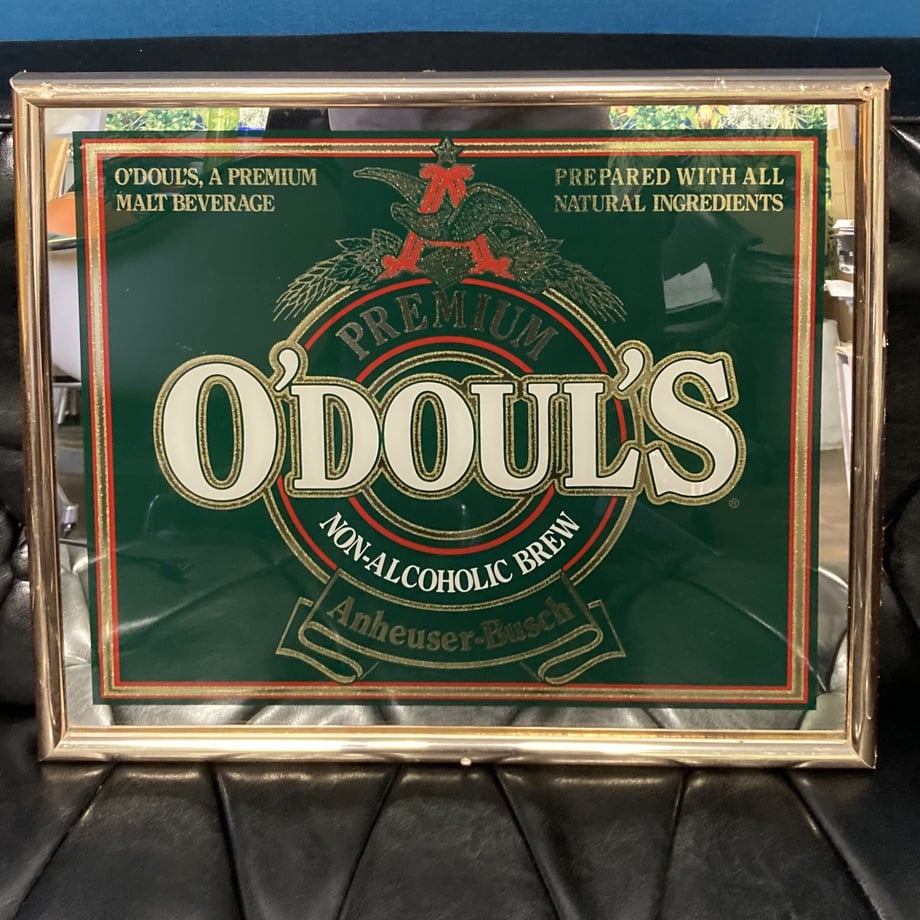 O'DOUL'S, A PREMIUM
MALT BEVERAGE
PREPARED WITH ALL
NATURAL INGREDIENTS
PREMIUM
O'DOUL'S
®
NON-ALCOHOLIC BREW
Anheuser-Busch